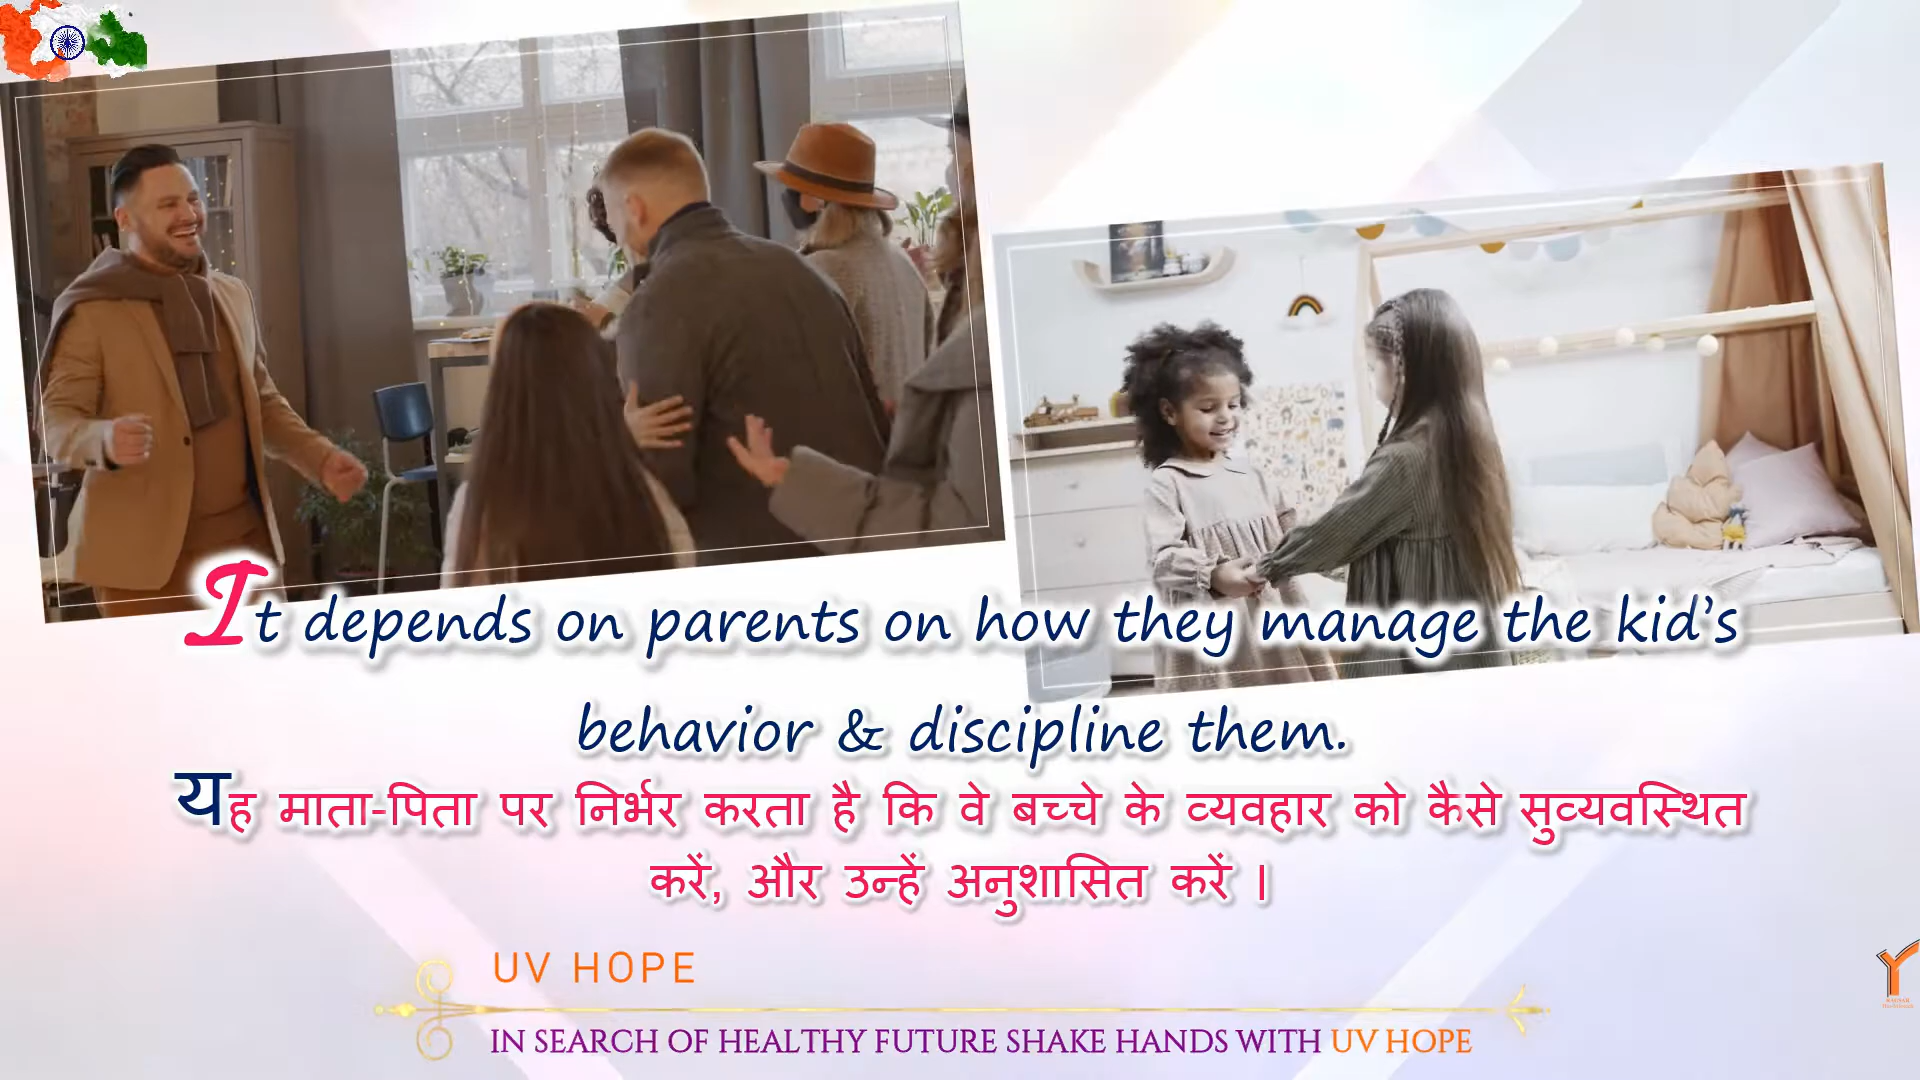 It depends on parents on how they manage the kid’s
behavior & discipline them.
यह माता-पिता पर निर्भर करता है कि वे बच्चे के व्यवहार को कैसे सुव्यवस्थित
करें, और उन्हें अनुशासित करें ।
UV HOPE
IN SEARCH OF HEALTHY FUTURE SHAKE HANDS WITH UV HOPE